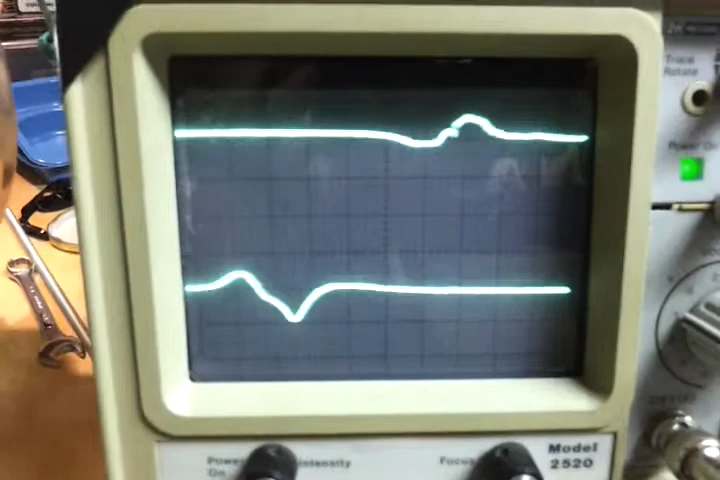 Trace
Rotate
Power On
Power
On
Intensity
Focus
Model
2520